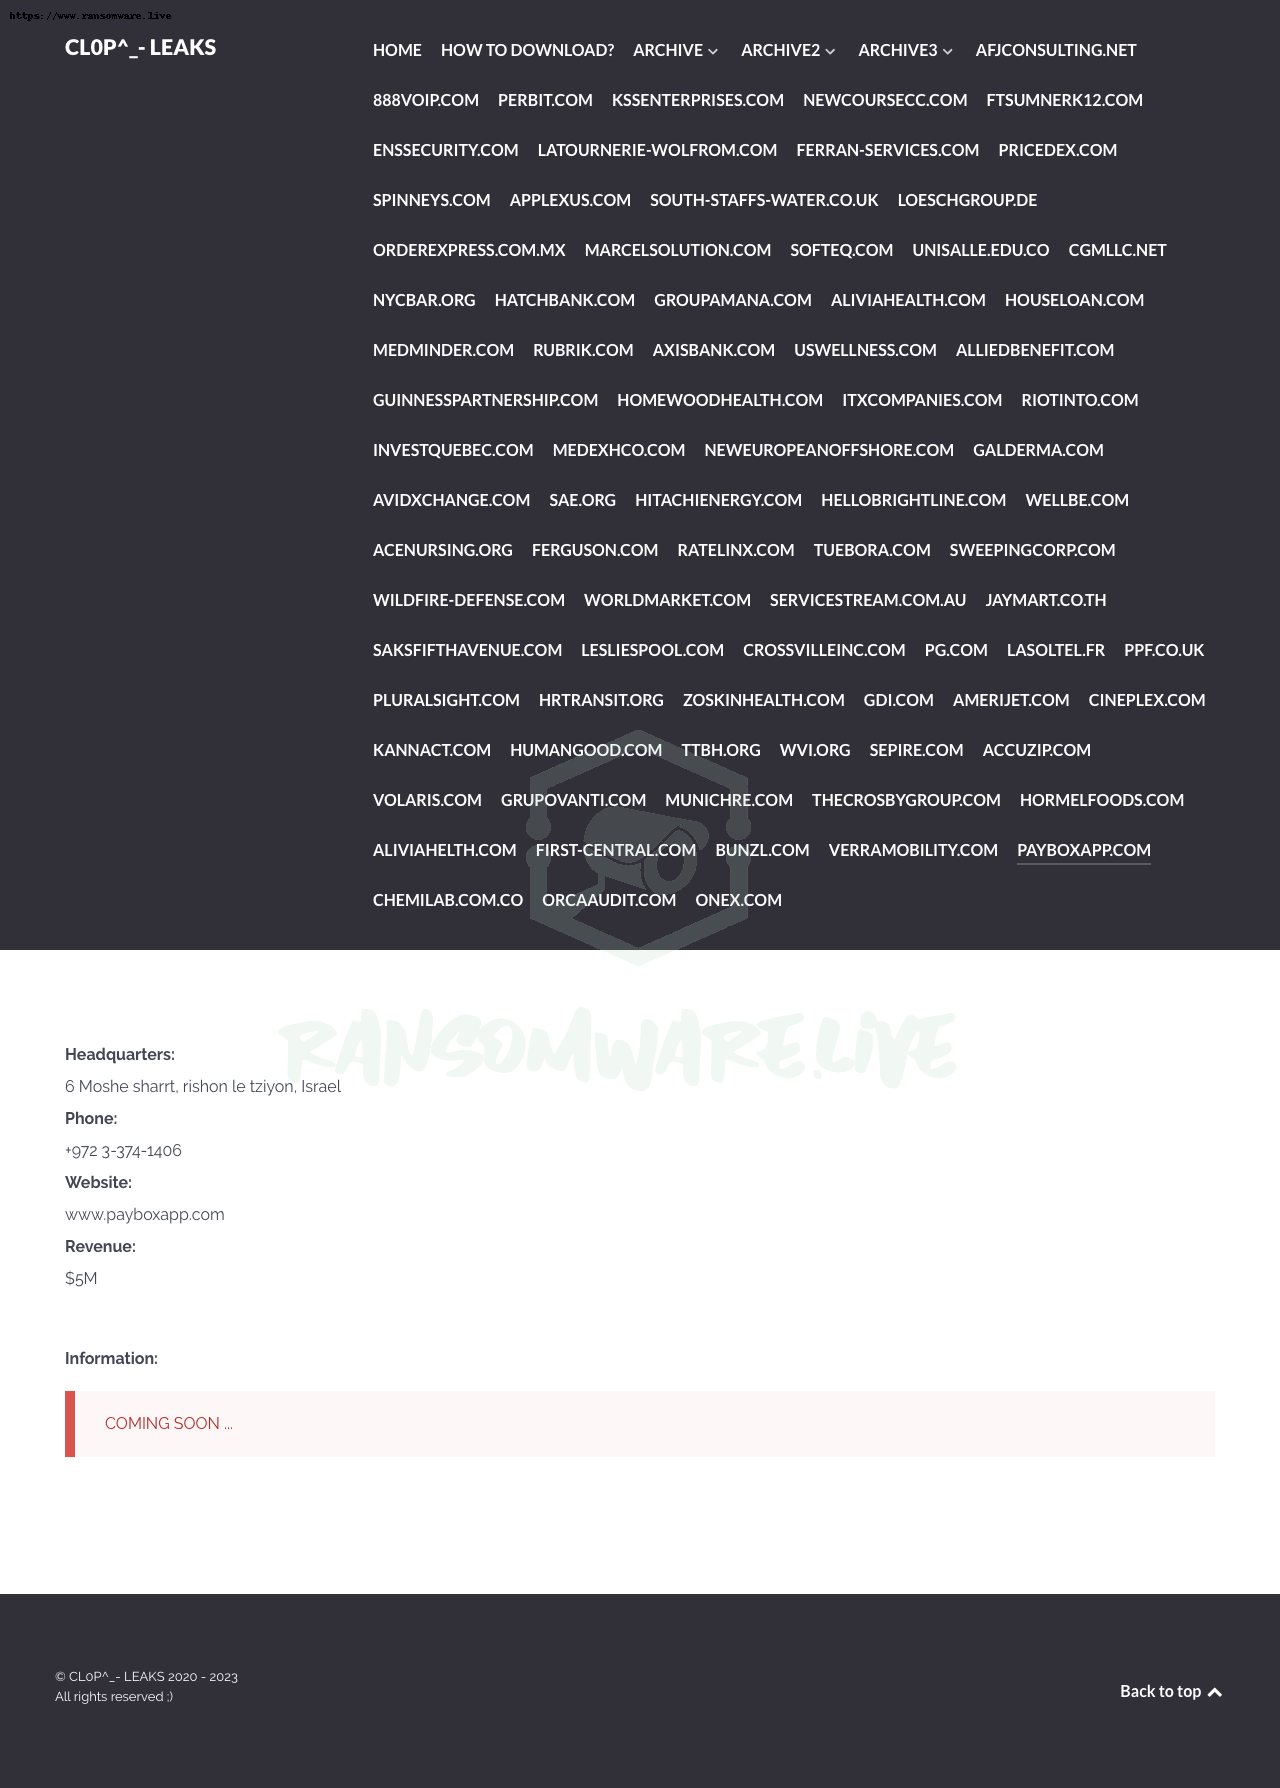 https://www.ransomware.live
CL0P^_- LEAKS
HOME HOW TO DOWNLOAD? ARCHIVE ARCHIVE2 ARCHIVE3 AFJCONSULTING.NET
888VOIP.COM PERBIT.COM KSSENTERPRISES.COM NEWCOURSECC.COM FTSUMNERK12.COM
ENSSECURITY.COM LATOURNERIE-WOLFROM.COM FERRAN-SERVICES.COM PRICEDEX.COM
SPINNEYS.COM APPLEXUS.COM SOUTH-STAFFS-WATER.CO.UK LOESCHGROUP.DE
ORDEREXPRESS.COM.MX MARCELSOLUTION.COM SOFTEQ.COM UNISALLE.EDU.CO CGMLLC.NET
NYCBAR.ORG HATCHBANK.COM GROUPAMANA.COM ALIVIAHEALTH.COM HOUSELOAN.COM
MEDMINDER.COM RUBRIK.COM AXISBANK.COM USWELLNESS.COM ALLIEDBENEFIT.COM
GUINNESSPARTNERSHIP.COM HOMEWOODHEALTH.COM ITXCOMPANIES.COM RIOTINTO.COM
INVESTQUEBEC.COM MEDEXHCO.COM NEWEUROPEANOFFSHORE.COM GALDERMA.COM
AVIDXCHANGE.COM SAE.ORG HITACHIENERGY.COM HELLOBRIGHTLINE.COM WELLBE.COM
ACENURSING.ORG FERGUSON.COM RATELINX.COM TUEBORA.COM SWEEPINGCORP.COM
WILDFIRE-DEFENSE.COM WORLDMARKET.COM SERVICESTREAM.COM.AU JAYMART.CO.TH
SAKSFIFTHAVENUE.COM LESLIESPOOL.COM CROSSVILLEINC.COM PG.COM LASOLTEL.FR PPF.CO.UK
PLURALSIGHT.COM HRTRANSIT.ORG ZOSKINHEALTH.COM GDI.COM AMERIJET.COM CINEPLEX.COM
KANNACT.COM HUMANGOOD.COM TTBH.ORG WVI.ORG SEPIRE.COM ACCUZIP.COM
VOLARIS.COM GRUPOVANTI.COM MUNICHRE.COM THECROSBYGROUP.COM HORMELFOODS.COM
ALIVIAHELTH.COM FIRST-CENTRAL.COM BUNZL.COM VERRAMOBILITY.COM PAYBOXAPP.COM
CHEMILAB.COM.CO ORCAAUDIT.COM ONEX.COM
RANSOMWARE.LIVE
Headquarters:
6 Moshe sharrt, rishon le tziyon, Israel
Phone:
+972 3-374-1406
Website:
www.payboxapp.com
Revenue:
$5M
Information:
COMING SOON ...
© CL0P^_- LEAKS 2020 - 2023
All rights reserved ;)
Back to top